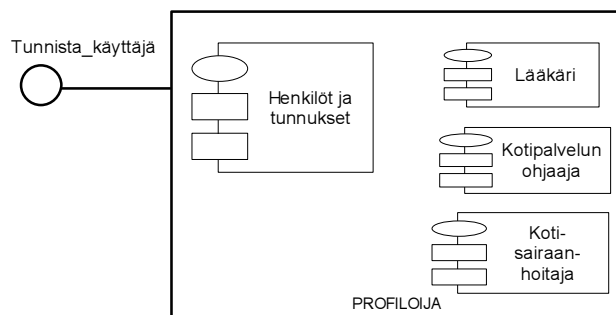 Tunnista_käyttäjä
Henkilöt ja
tunnukset
Lääkäri
Kotipalvelun
ohjaaja
Koti-
sairaan-
hoitaja
PROFILOIJA